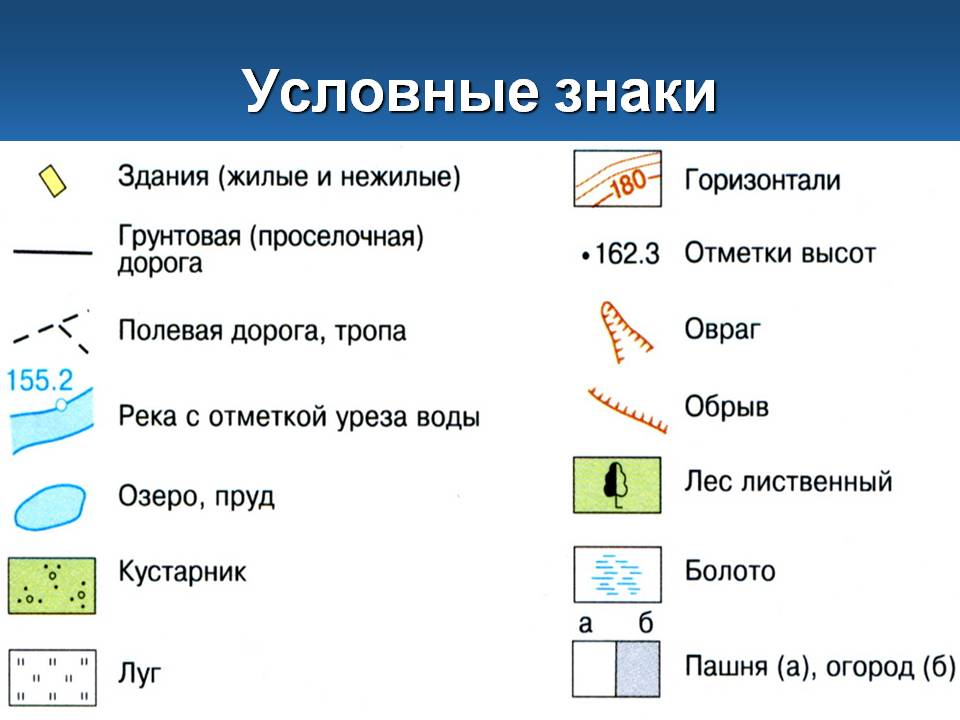 Условные знаки
Здания (жилые и нежилые)
Грунтовая (проселочная)
дорога
Полевая дорога, тропа
155.2
Река с отметкой уреза воды
Озеро, пруд
Кустарник
Луг
180
Горизонтали
162.3
Отметки высот
Овраг
Обрыв
Лес лиственный
Болото
а б
Пашня (а), огород (б)